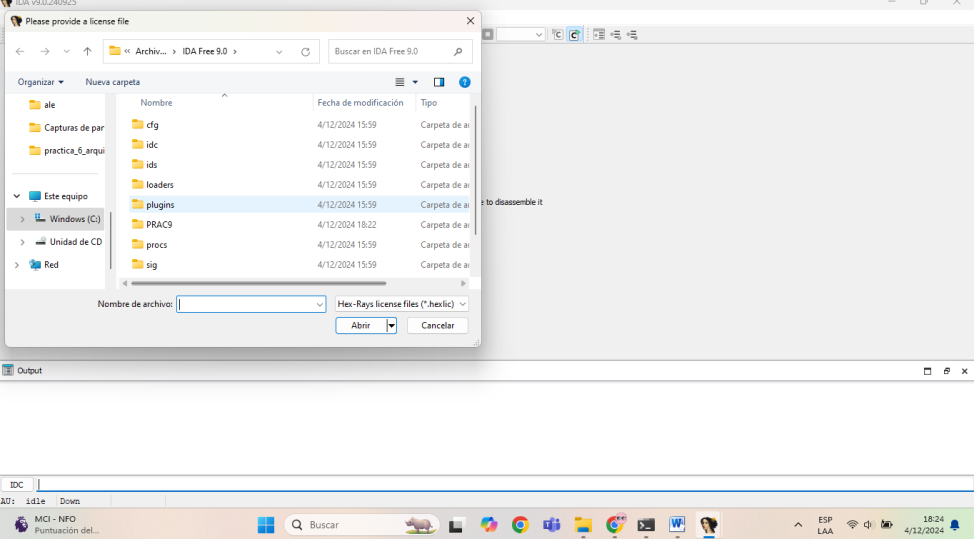 IDA v9.0.240925
Please provide a license file
« Archiv... › IDA Free 9.0 ›
Buscar en IDA Free 9.0
Organizar
Nueva carpeta
ale
Capturas de par
practica_6_arqui
Este equipo
Windows (C:)
Unidad de CD
Red
Nombre Fecha de modificación Tipo
cfg 4/12/2024 15:59 Carpeta de a
idc 4/12/2024 15:59 Carpeta de a
ids 4/12/2024 15:59 Carpeta de a
loaders 4/12/2024 15:59 Carpeta de a
plugins 4/12/2024 15:59 Carpeta de a
PRAC9 4/12/2024 18:22 Carpeta de a
procs 4/12/2024 15:59 Carpeta de a
sig 4/12/2024 15:59 Carpeta de a
to disassemble it
Nombre de archivo:
Hex-Rays license files (*.hexlic)
Abrir
Cancelar
Output
IDC
AU: idle Down
MCI - NFO
Puntuación del...
Buscar
ESP
LAA
18:24
4/12/2024